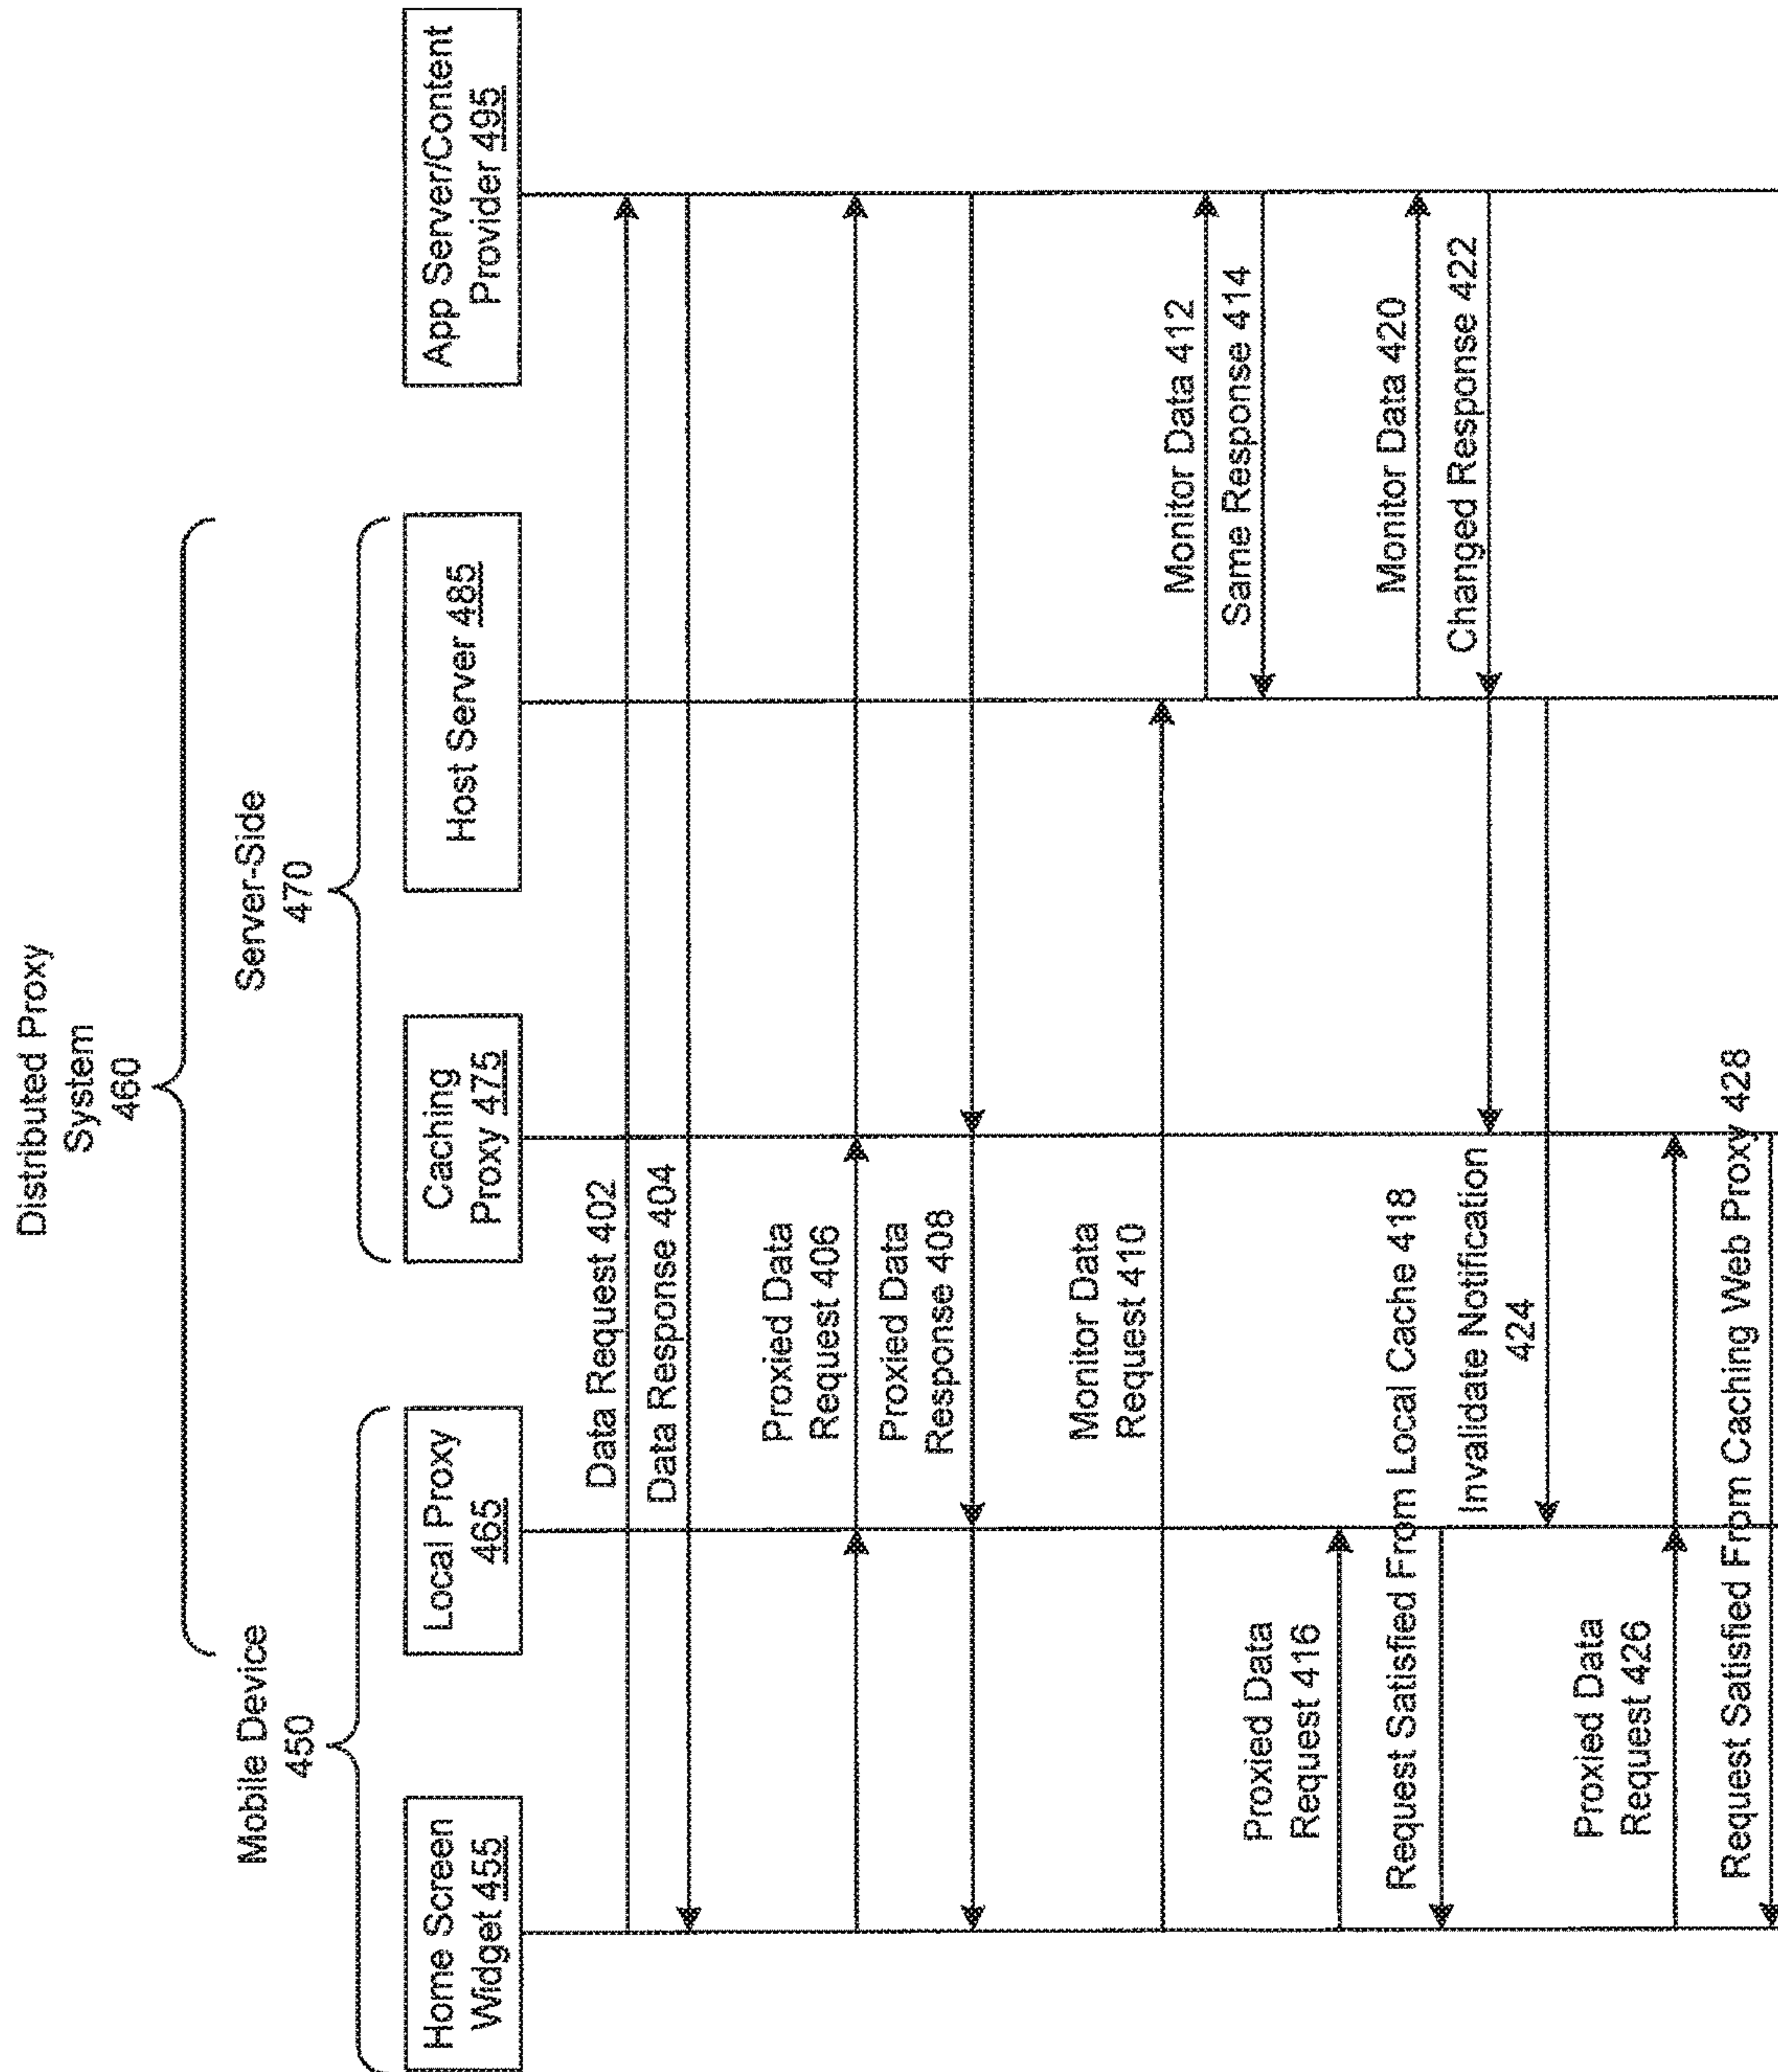 Distributed Proxy
System
460
Mobile Device
450
Server-Side
470
Home Screen
Widget 455
Local Proxy
465
Caching
Proxy 475
Host Server 485
App Server/Content
Provider 495
Data Request 402
Data Response 404
Proxied Data
Request 406
Proxied Data
Response 408
Monitor Data
Request 410
Monitor Data 412
Same Response 414
Proxied Data
Request 416
Request Satisfied From Local Cache 418
Monitor Data 420
Changed Response 422
Invalidate Notification
424
Proxied Data
Request 426
Request Satisfied From Caching Web Proxy 428